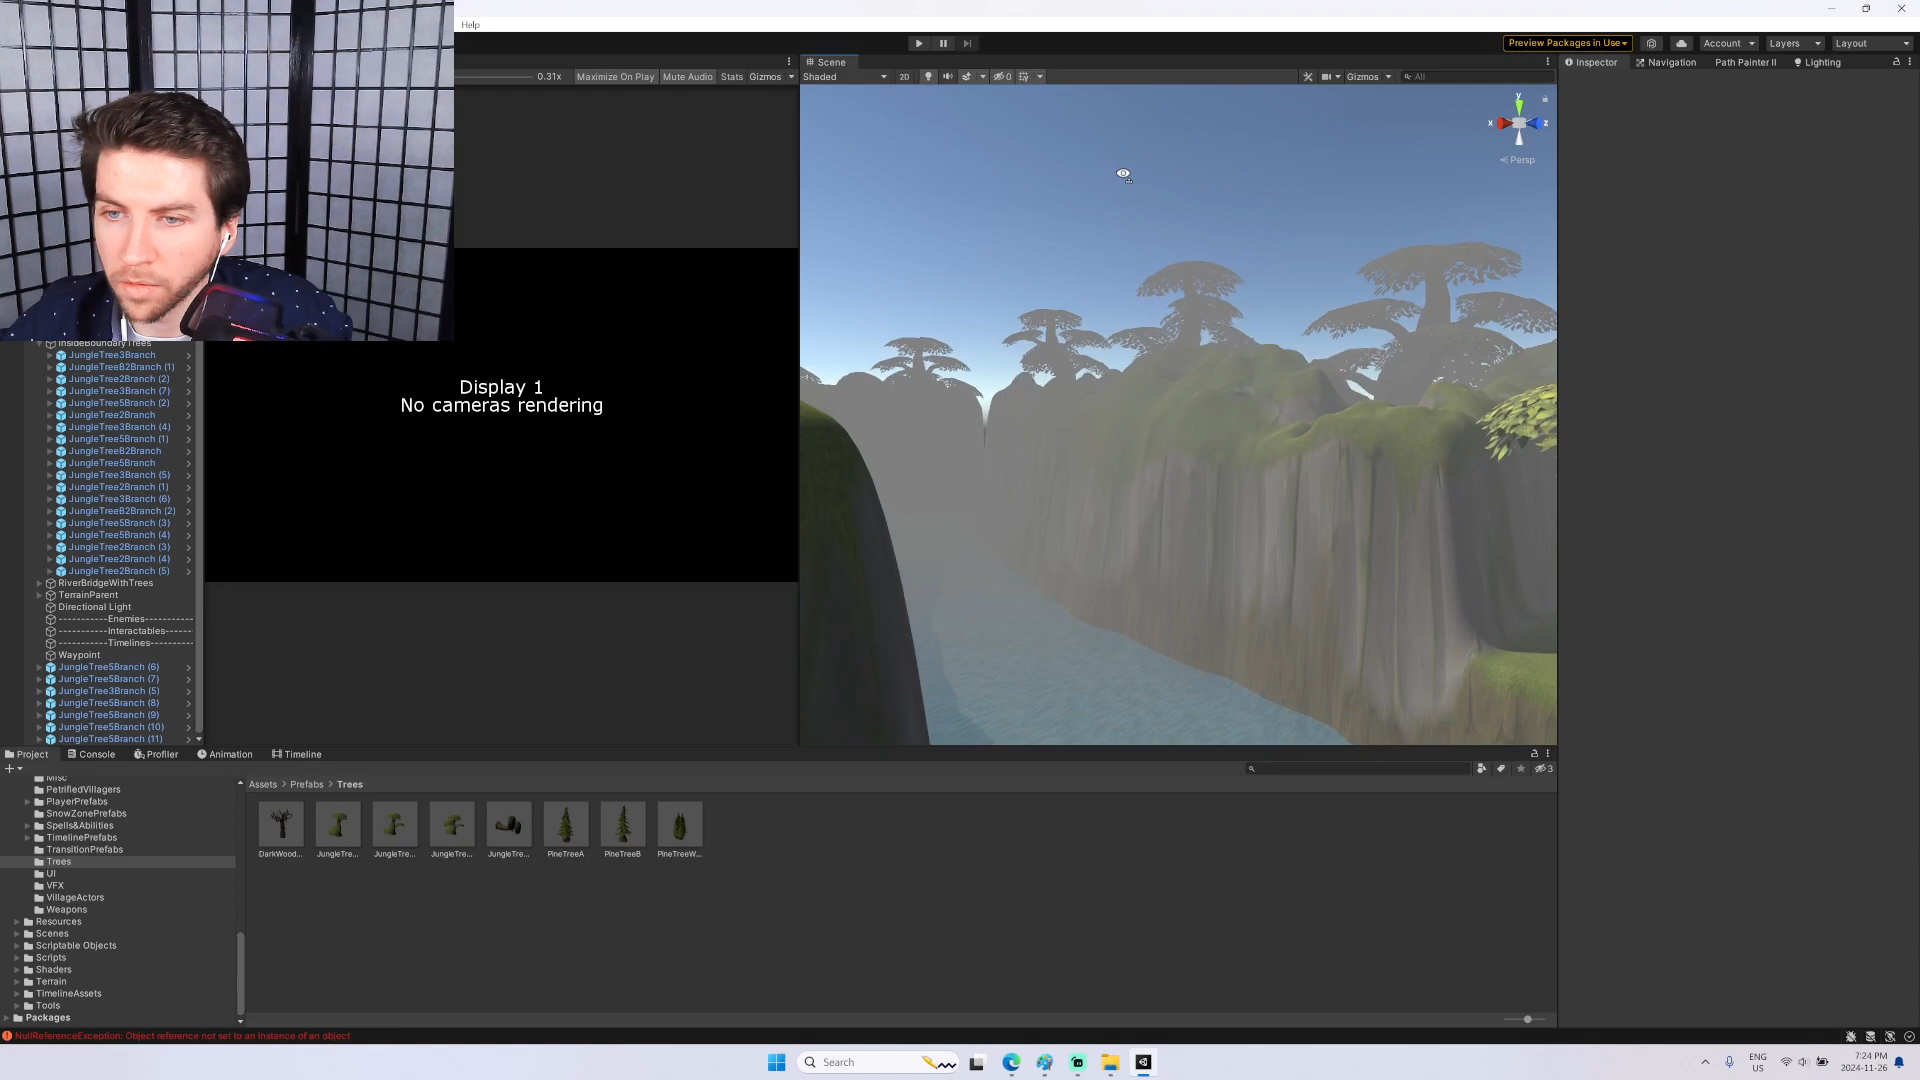 Help
Preview Packages in Use
Account
Layers
Layout
Scene
Inspector
Navigation
Path Painter II
Lighting
0.31x
Maximize On Play
Mute Audio
Stats
Gizmos
Shaded
2D
0
Gizmos
All
y
x
z
Persp
InsideBoundaryTrees
JungleTree3Branch
JungleTreeB2Branch (1)
JungleTree2Branch (2)
JungleTree3Branch (7)
JungleTree5Branch (2)
JungleTree2Branch
JungleTree3Branch (4)
JungleTree5Branch (1)
JungleTreeB2Branch
JungleTree5Branch
JungleTree3Branch (5)
JungleTree2Branch (1)
JungleTree3Branch (6)
JungleTreeB2Branch (2)
JungleTree5Branch (3)
JungleTree5Branch (4)
JungleTree2Branch (3)
JungleTree2Branch (4)
JungleTree2Branch (5)
RiverBridgeWithTrees
TerrainParent
Directional Light
-----------Enemies-----------
-----------Interactables------
-----------Timelines----------
Waypoint
JungleTree5Branch (6)
JungleTree5Branch (7)
JungleTree3Branch (5)
JungleTree5Branch (8)
JungleTree5Branch (9)
JungleTree5Branch (10)
JungleTree5Branch (11)
Display 1
No cameras rendering
Project
Console
Profiler
Animation
Timeline
3
Misc
PetrifiedVillagers
PlayerPrefabs
SnowZonePrefabs
Spells&Abilities
TimelinePrefabs
TransitionPrefabs
Trees
UI
VFX
VillageActors
Weapons
Resources
Scenes
Scriptable Objects
Scripts
Shaders
Terrain
TimelineAssets
Tools
Packages
Assets > Prefabs > Trees
DarkWood...
JungleTre...
JungleTre...
JungleTre...
JungleTre...
PineTreeA
PineTreeB
PineTreeW...
NullReferenceException: Object reference not set to an instance of an object
Search
ENG
US
7:24 PM
2024-11-26